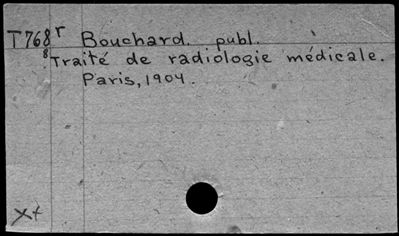 T768r Bouchard. publ.
8 Traité de radiologie médicale.
Paris, 1904.
X+